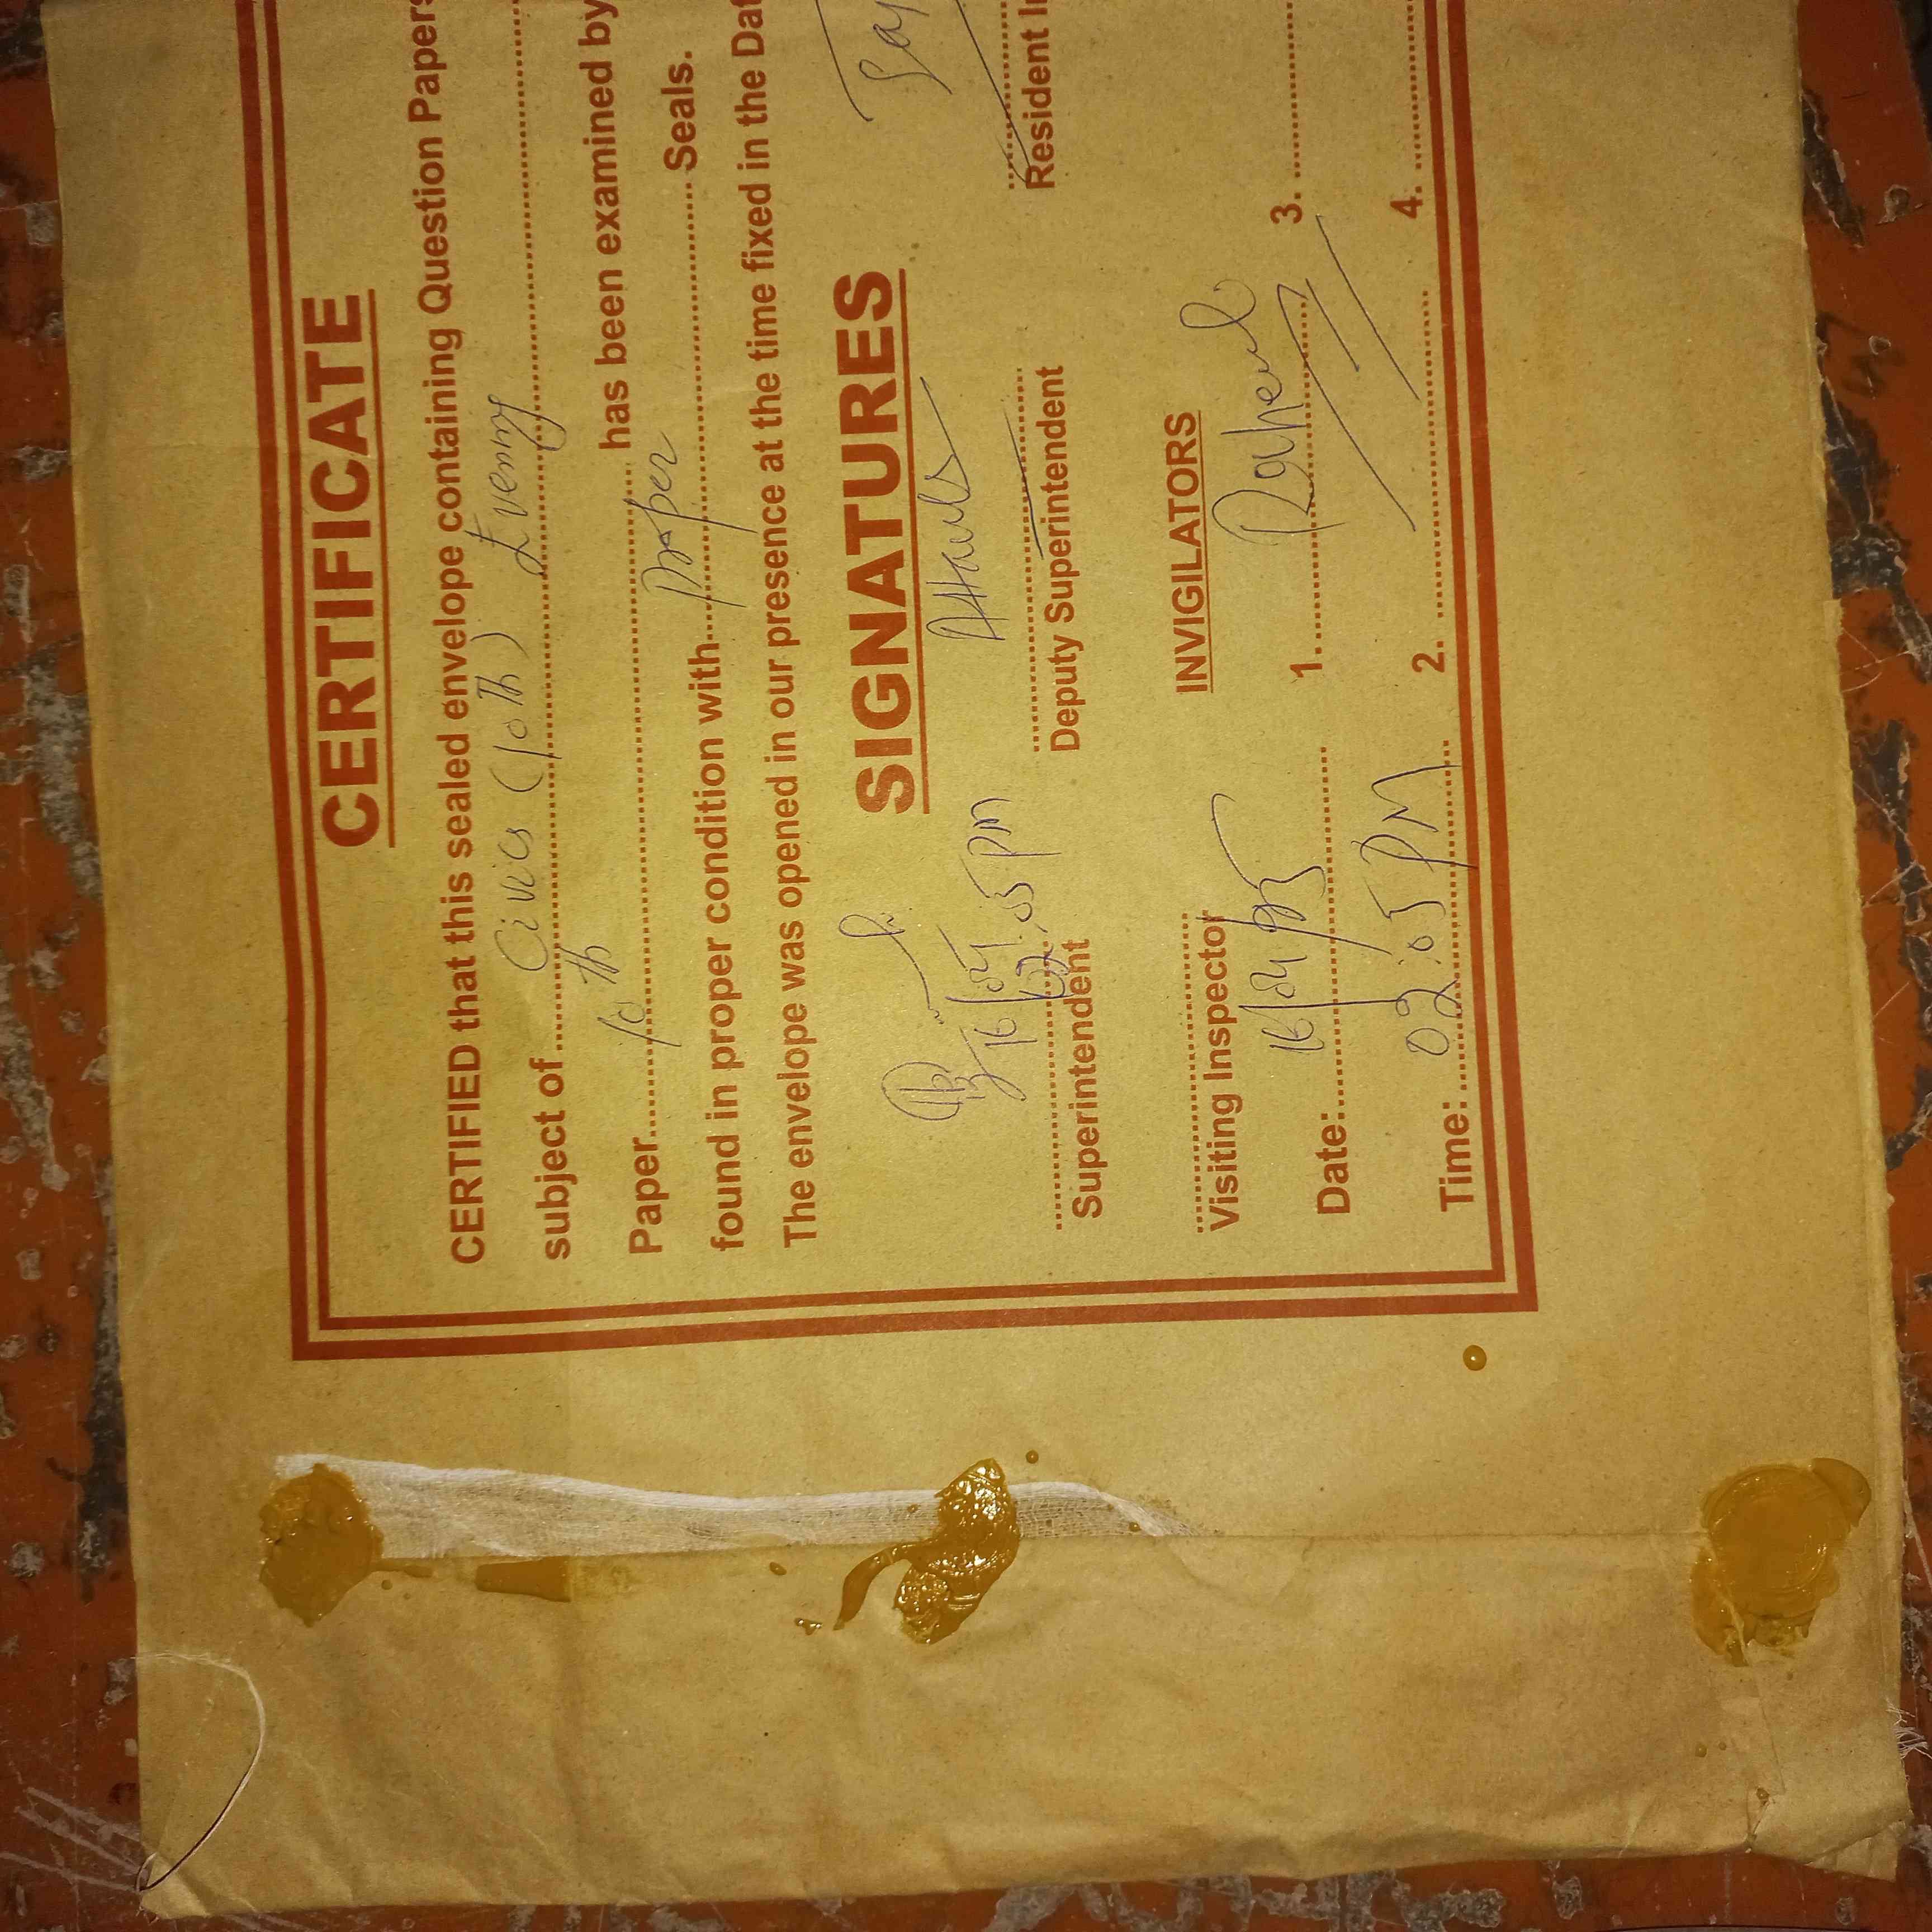 CERTIFICATE
CERTIFIED that this sealed envelope containing Question Papers
subject of Civics (10th) Evening
Paper 10 Th has been examined by
found in proper condition with Proper Seals.
The envelope was opened in our presence at the time fixed in the Dat
SIGNATURES
16/04
02:05 PM
Superintendent Deputy Superintendent Resident I
INVIGILATORS
Visiting Inspector
Date: 16/04/25 1. 3.
Time: 02:05 PM 2. 4.